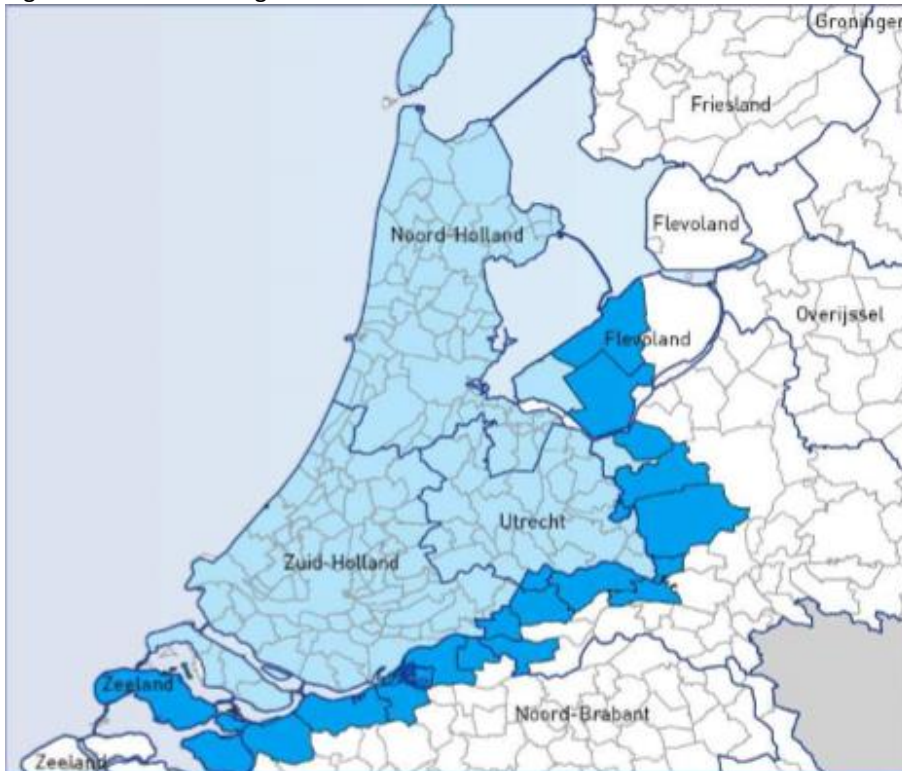 Groningen
Friesland
Flevoland
Noord-Holland
Overijssel
Flevoland
Utrecht
Zuid-Holland
Zeeland
Noord-Brabant
Zeeland